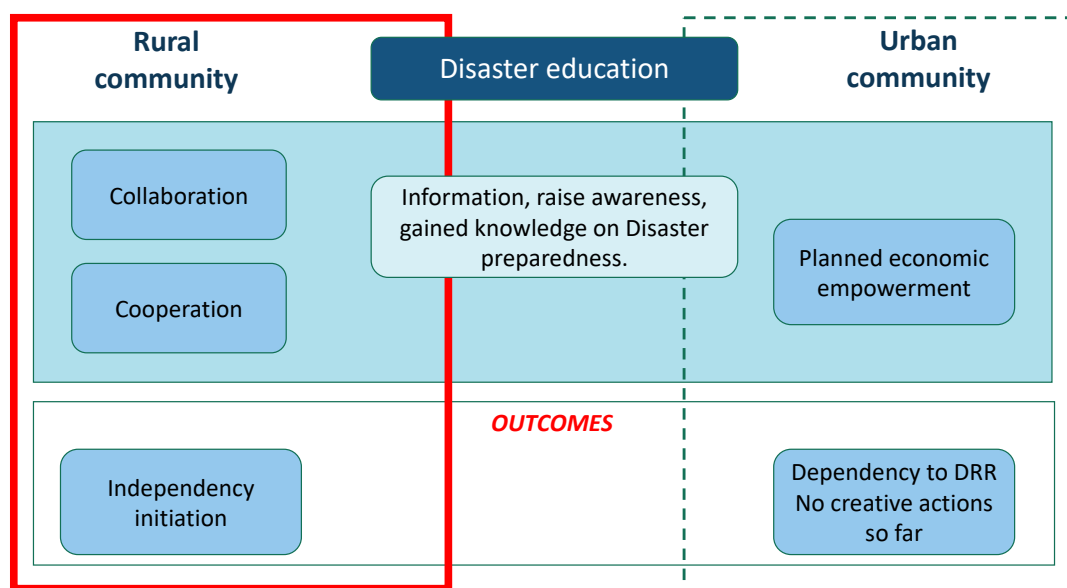 Rural
community
Disaster education
Urban
community
Collaboration
Cooperation
Information, raise awareness,
gained knowledge on Disaster
preparedness.
Planned economic
empowerment
OUTCOMES
Independency
initiation
Dependency to DRR
No creative actions
so far